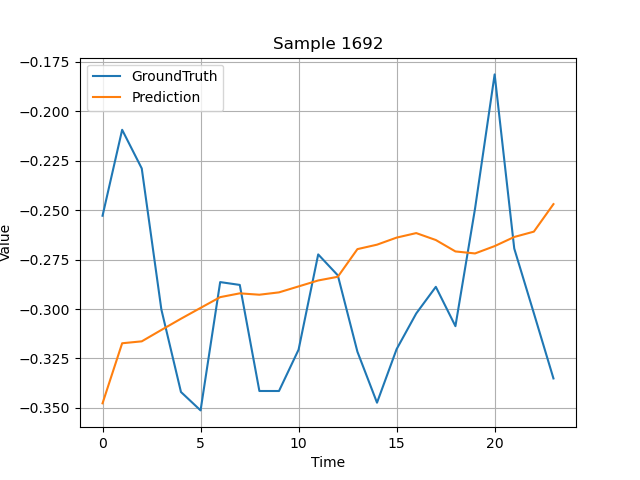 Sample 1692
GroundTruth
Prediction
−0.175
−0.200
−0.225
−0.250
−0.275
−0.300
−0.325
−0.350
Value
0 5 10 15 20
Time